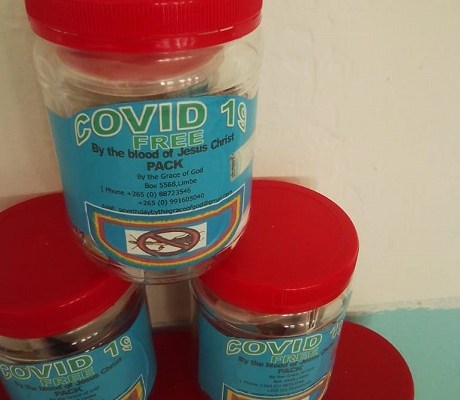 COVID 19
FREE
By the blood of Jesus Christ
PACK
By the Grace of God
Box 5568, Limbe
Phone +265 (0) 88723546
+265 (0) 991605040
COVID 19
FREE
By the blood of Jesus Christ
COVID 19
FREE
By the blood of Jesus Christ
PACK